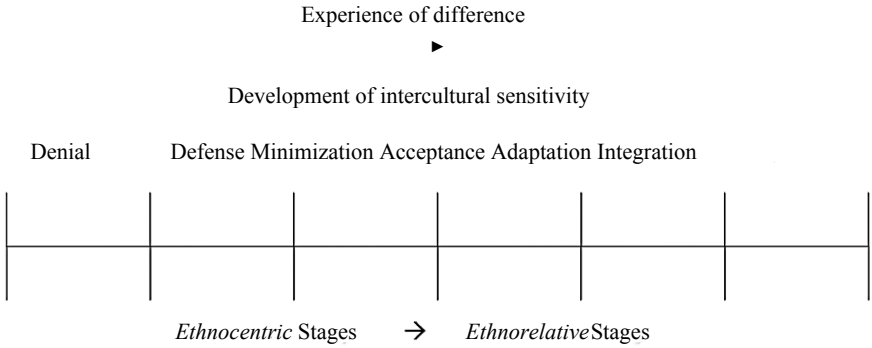 Experience of difference
►
Development of intercultural sensitivity
Denial Defense Minimization Acceptance Adaptation Integration
Ethnocentric Stages → EthnorelativeStages